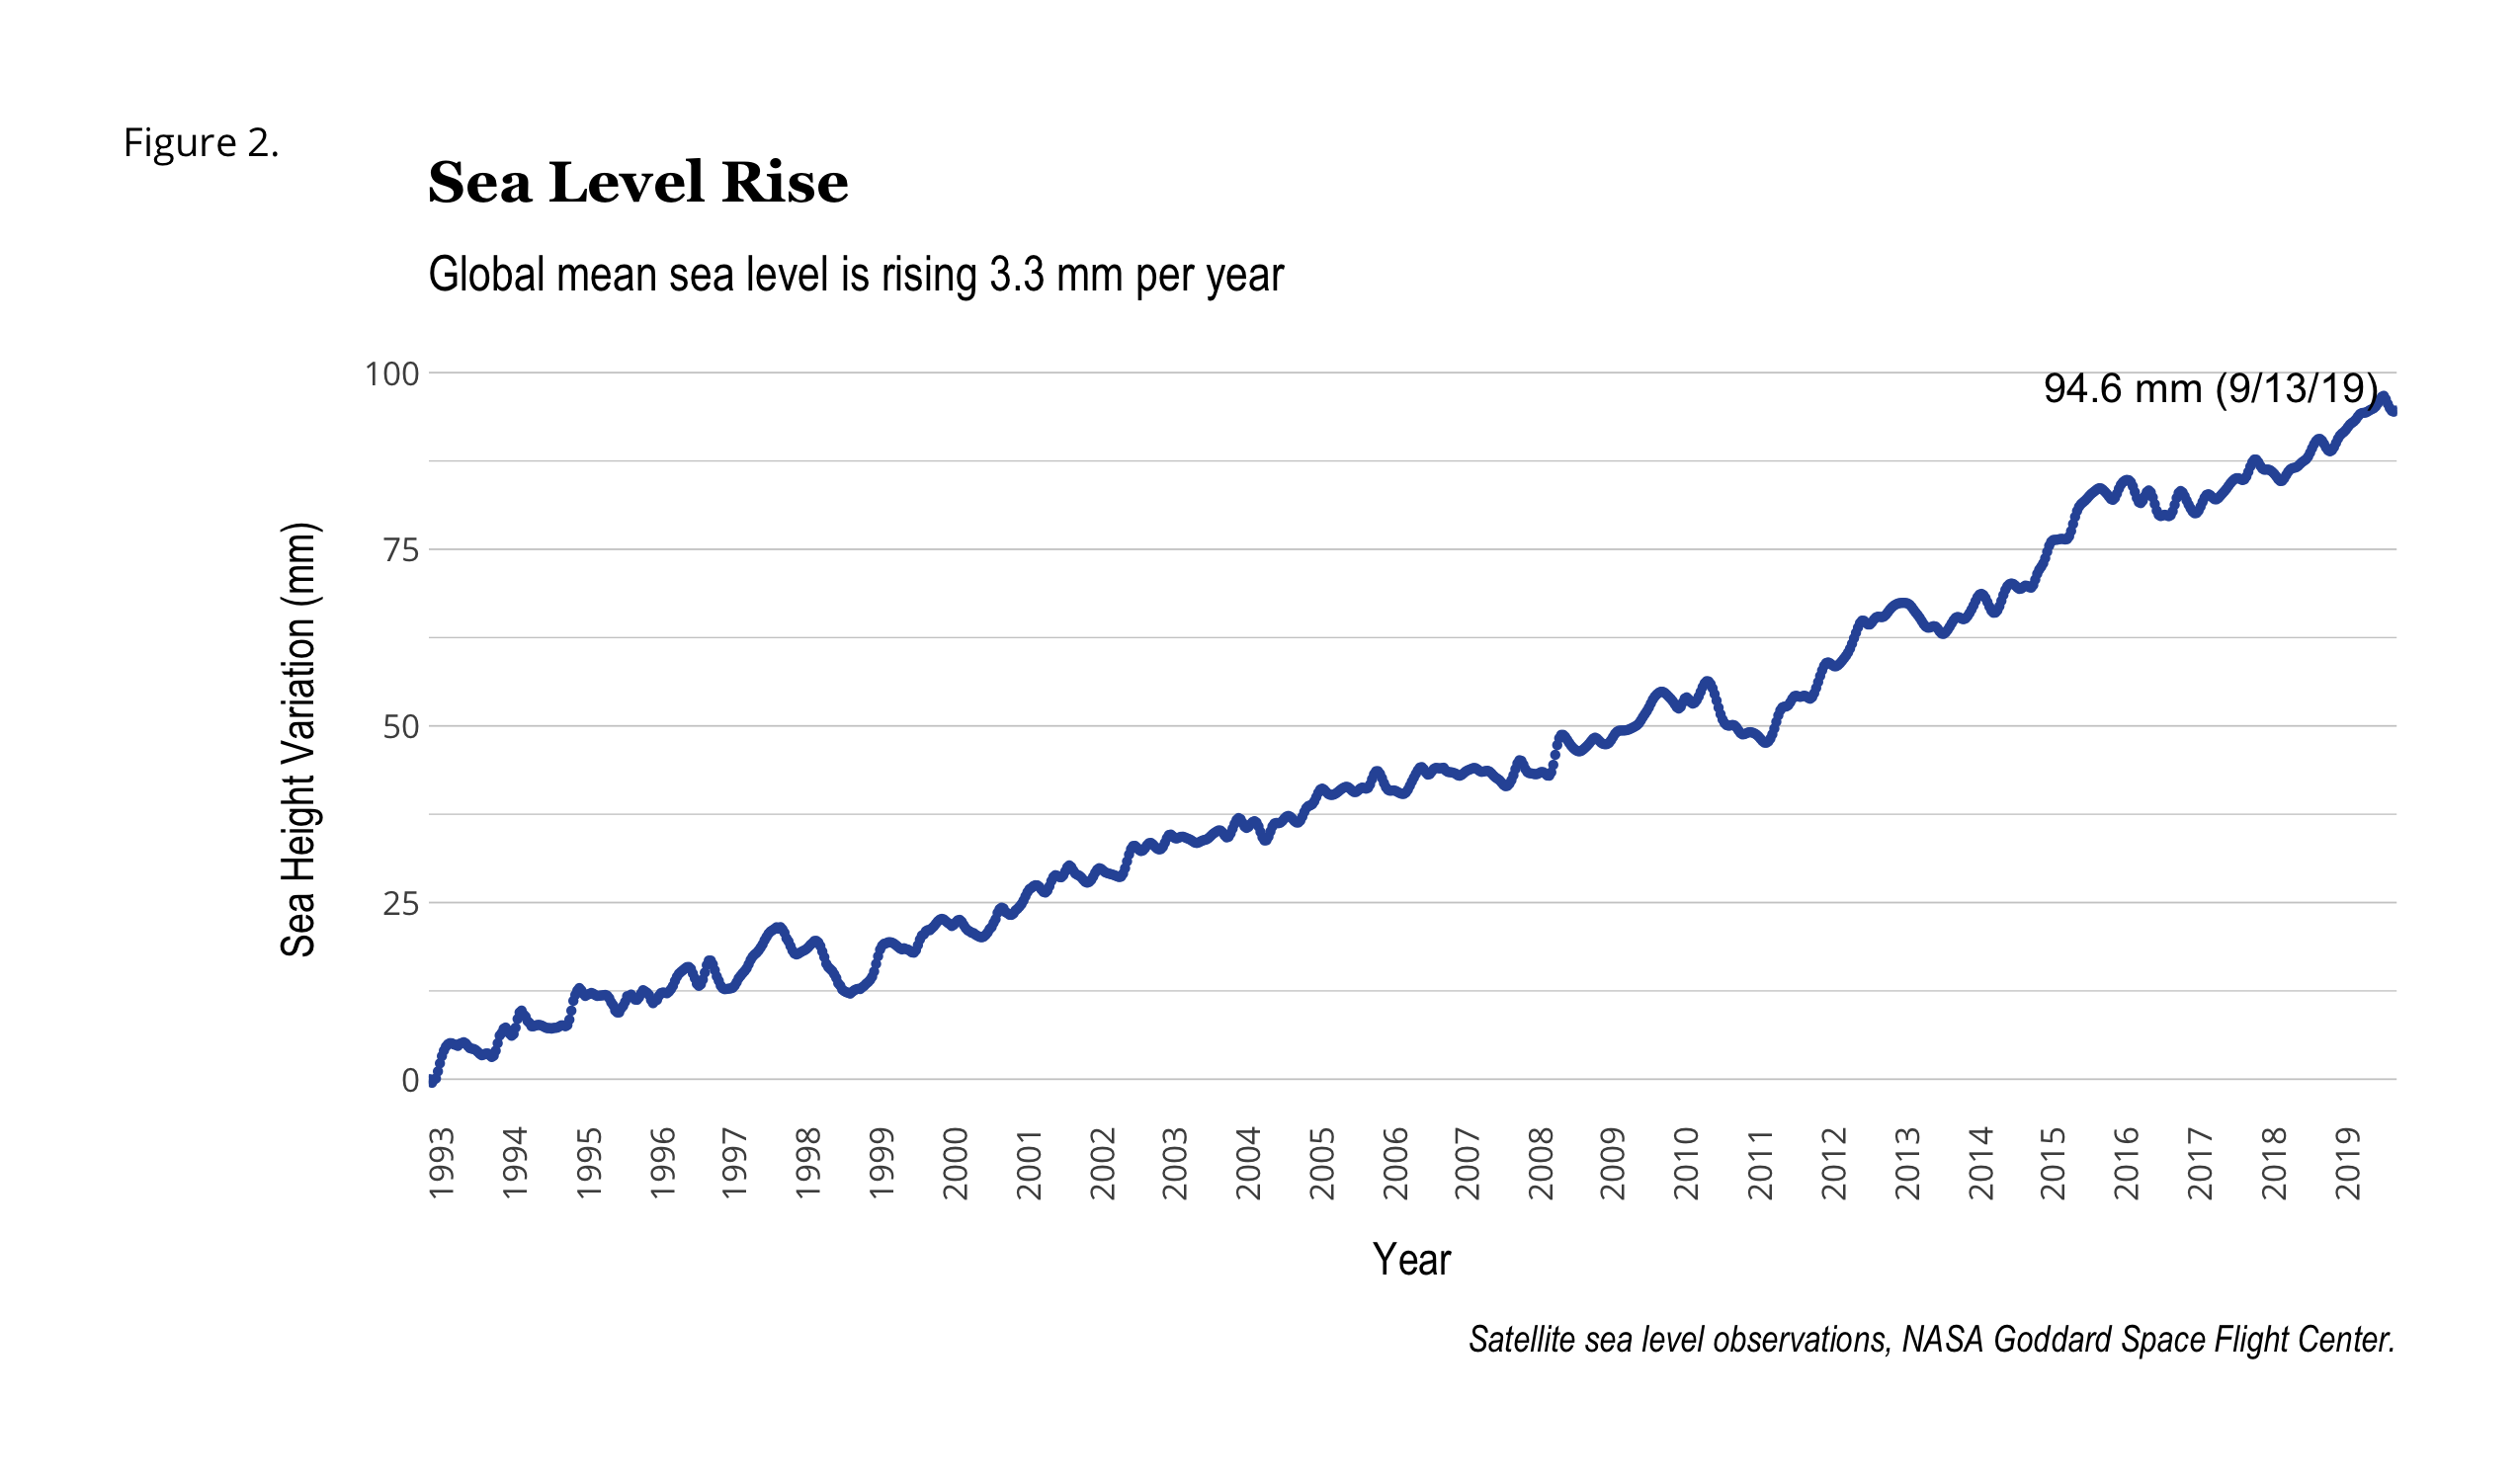 Figure 2.
Sea Level Rise
Global mean sea level is rising 3.3 mm per year
100
94.6 mm (9/13/19)
75
50
25
0
Sea Height Variation (mm)
1993 1994 1995 1996 1997 1998 1999 2000 2001 2002 2003 2004 2005 2006 2007 2008 2009 2010 2011 2012 2013 2014 2015 2016 2017 2018 2019
Year
Satellite sea level observations, NASA Goddard Space Flight Center.